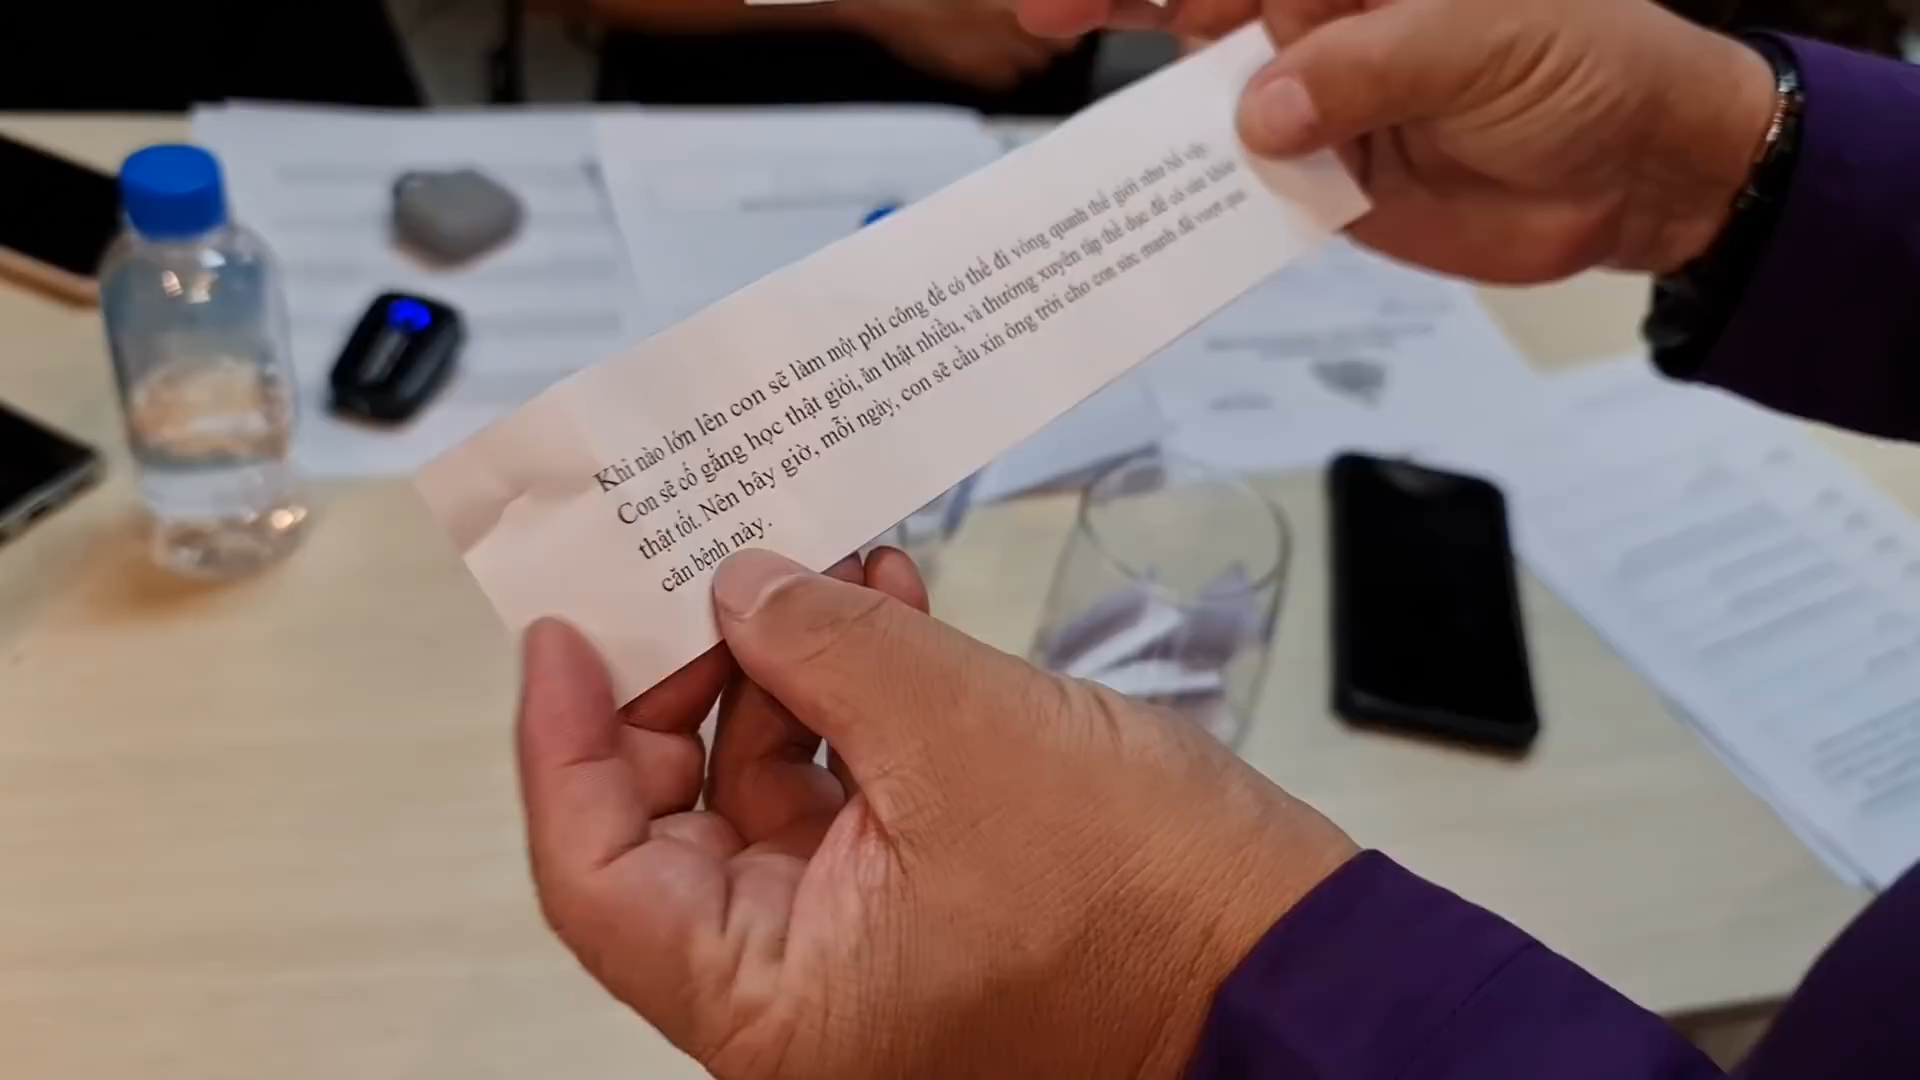 Khi nào lớn lên con sẽ làm một phi công để có thể đi vòng quanh thế giới như bố vậy.
Con sẽ cố gắng học thật giỏi, ăn thật nhiều, và thường xuyên tập thể dục để có sức khỏe
thật tốt. Nên bây giờ, mỗi ngày, con sẽ cầu xin ông trời cho con sức mạnh để vượt qua
căn bệnh này.